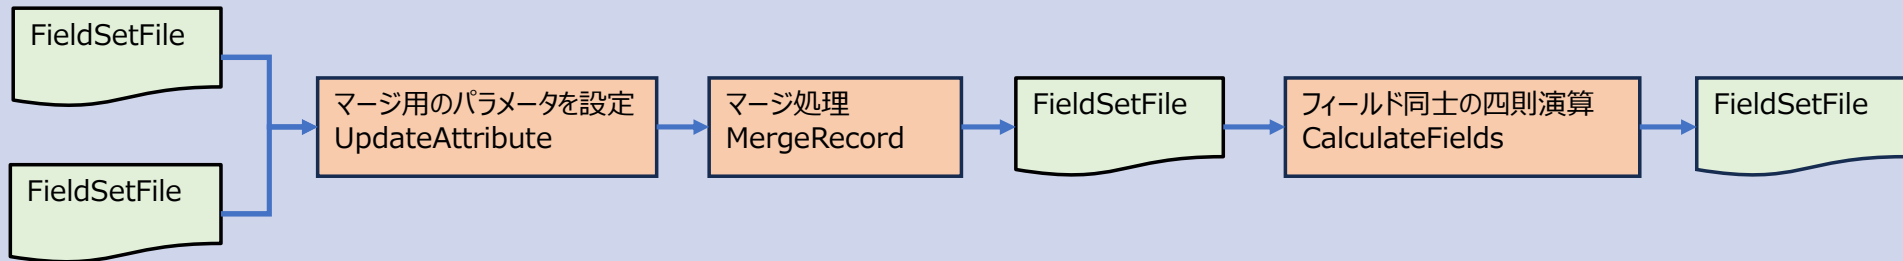 FieldSetFile
FieldSetFile
マージ用のパラメータを設定
UpdateAttribute
マージ処理
MergeRecord
FieldSetFile
フィールド同士の四則演算
CalculateFields
FieldSetFile